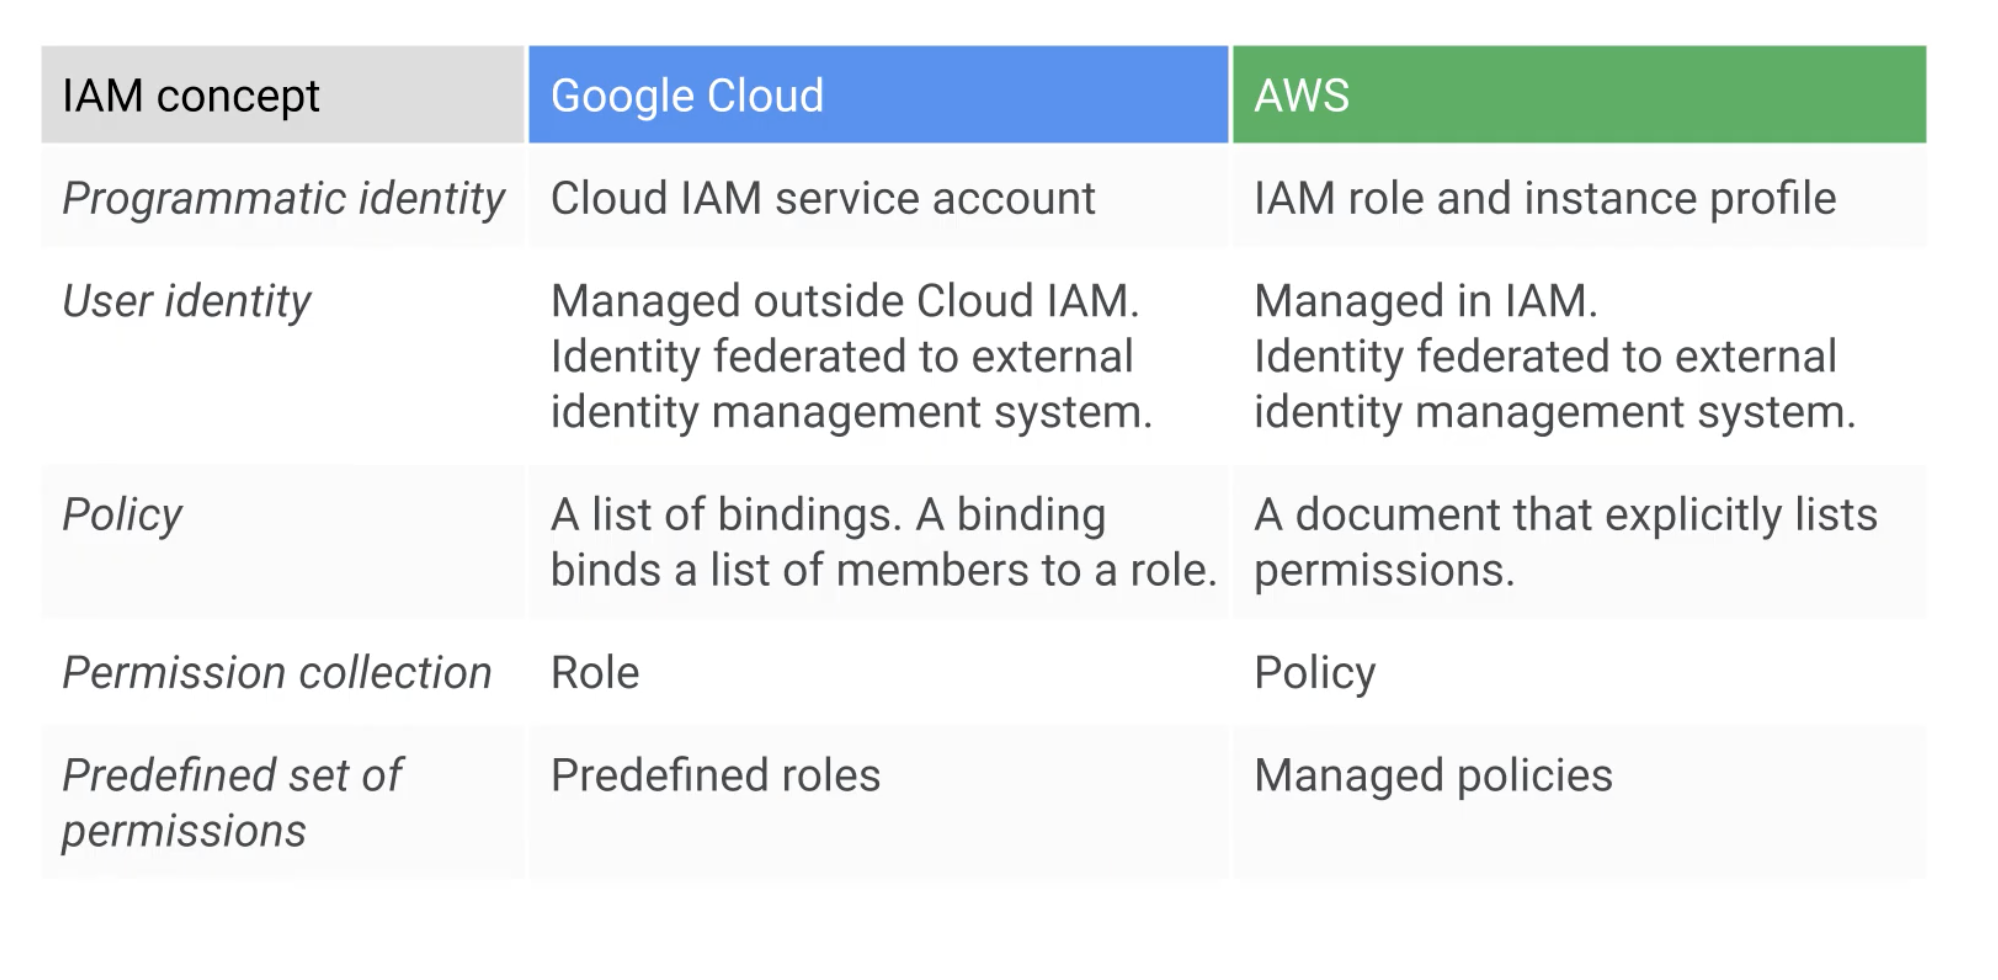 IAM concept Google Cloud AWS
Programmatic identity Cloud IAM service account IAM role and instance profile
User identity Managed outside Cloud IAM. Managed in IAM.
Identity federated to external Identity federated to external
identity management system. identity management system.
Policy A list of bindings. A binding A document that explicitly lists
binds a list of members to a role. permissions.
Permission collection Role Policy
Predefined set of Predefined roles Managed policies
permissions